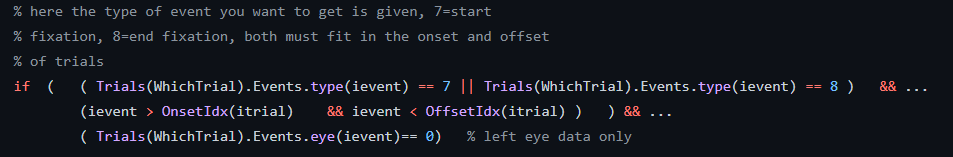 % here the type of event you want to get is given, 7=start
% fixation, 8=end fixation, both must fit in the onset and offset
% of trials
if  (   ( Trials(WhichTrial).Events.type(ievent) == 7 || Trials(WhichTrial).Events.type(ievent) == 8 )   && ...
        (ievent > OnsetIdx(itrial)    && ievent < OffsetIdx(itrial) )   ) && ...
        ( Trials(WhichTrial).Events.eye(ievent)== 0)   % left eye data only